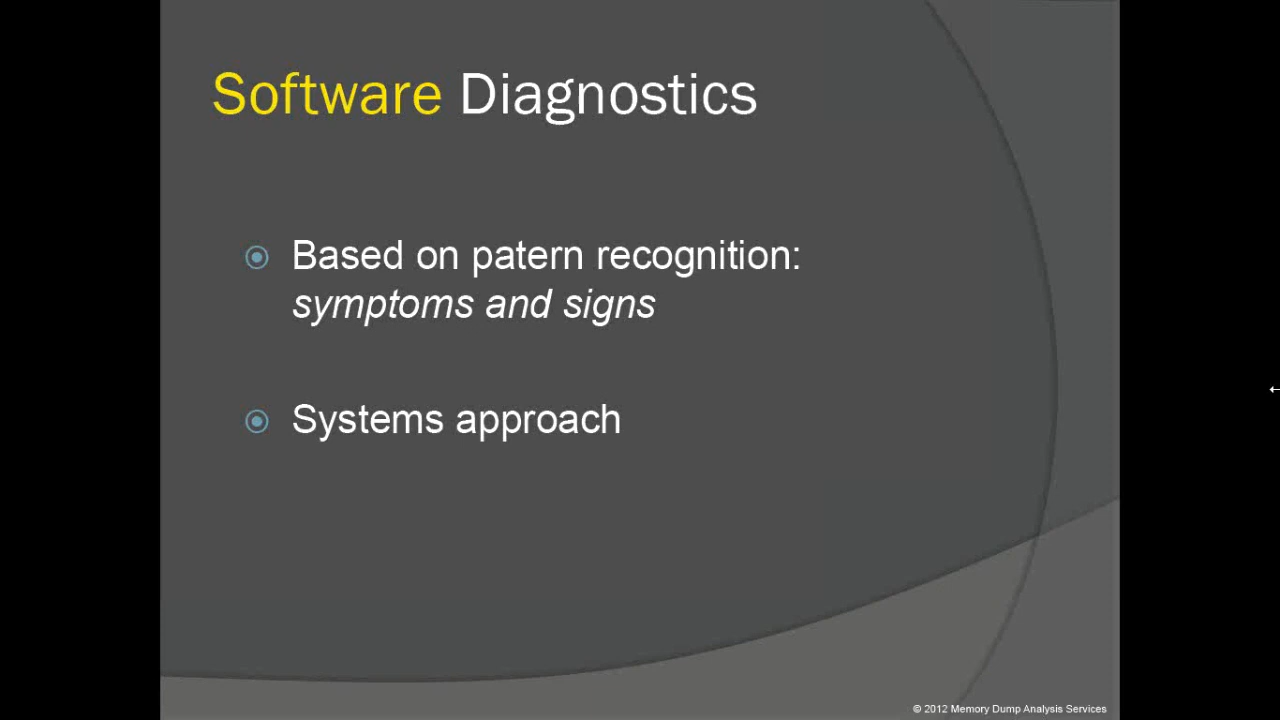 Software Diagnostics
Based on patern recognition:
symptoms and signs
Systems approach
© 2012 Memory Dump Analysis Services